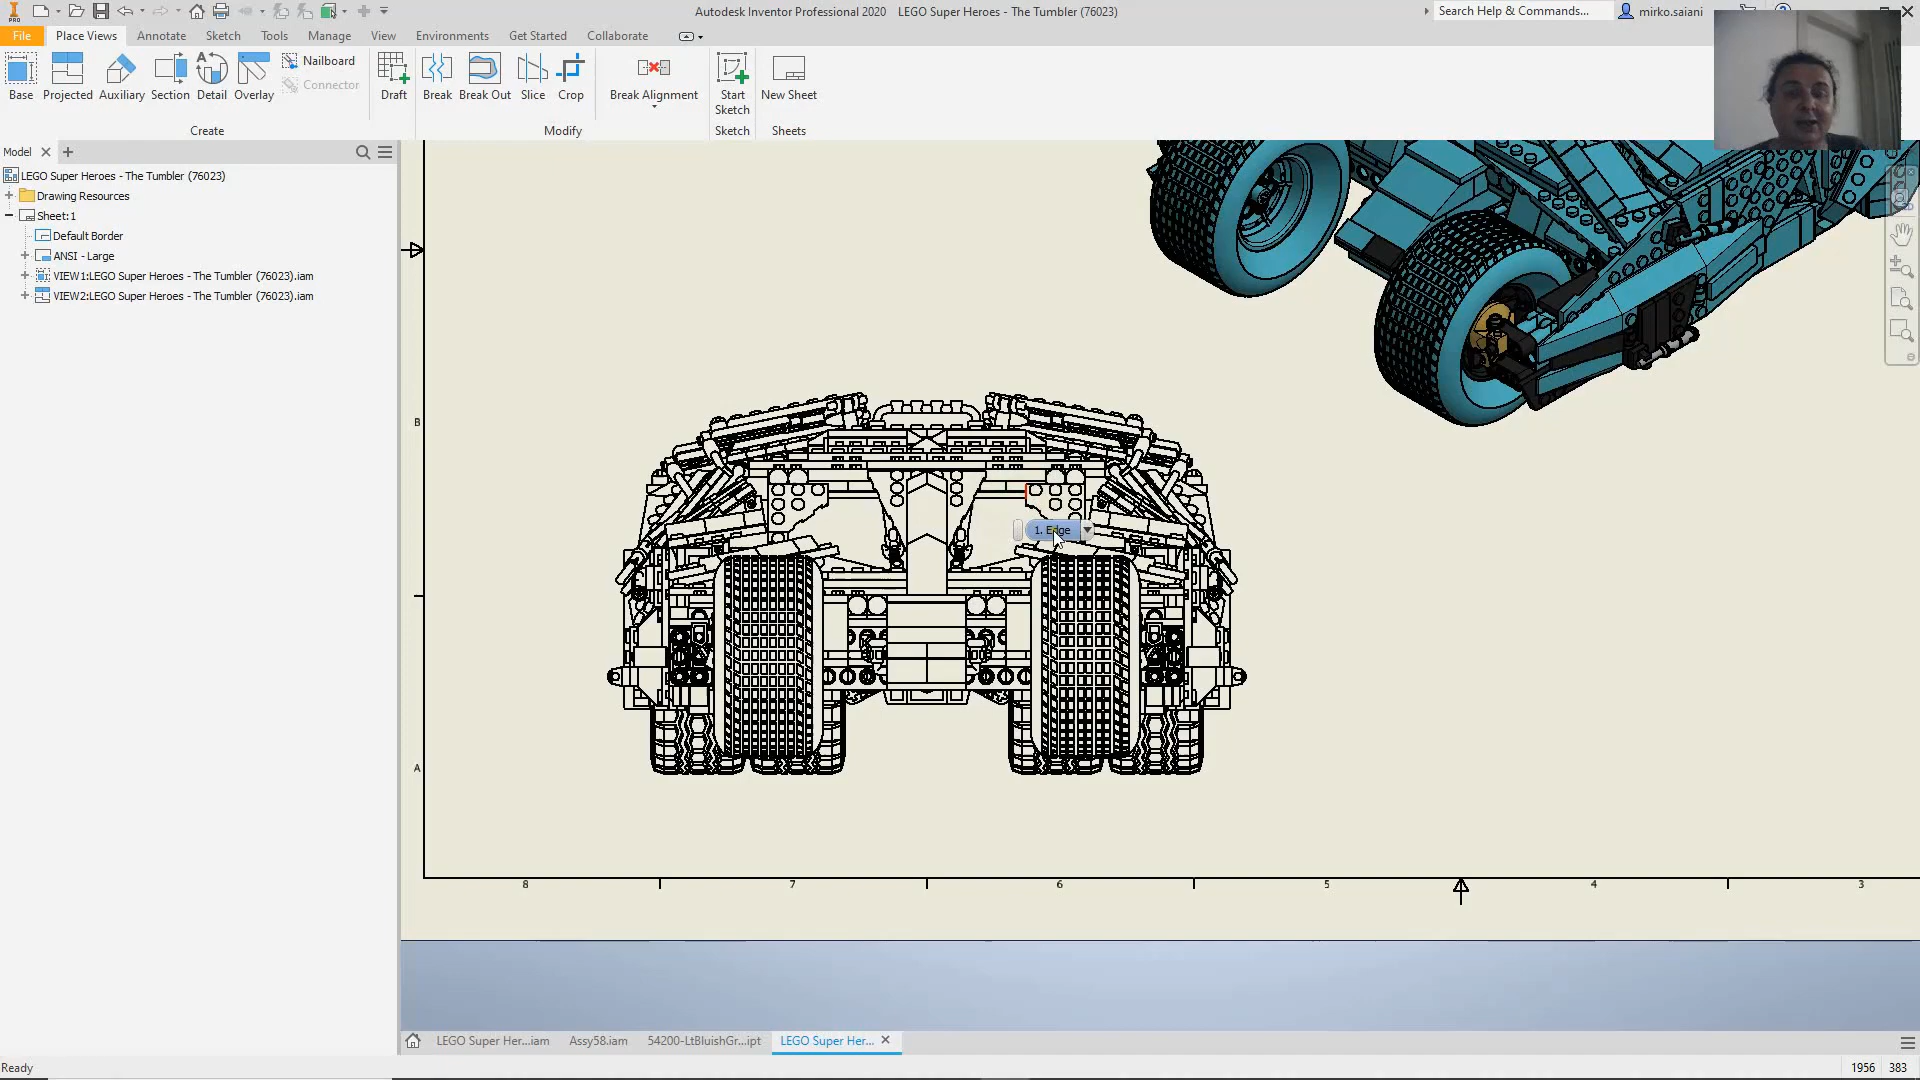 Autodesk Inventor Professional 2020 LEGO Super Heroes - The Tumbler (76023)
Search Help & Commands...
mirko.saiani
PRO
File Place Views Annotate Sketch Tools Manage View Environments Get Started Collaborate
Base
Projected
Auxiliary
Section
Detail
Overlay
Nailboard
Connector
Draft
Break
Break Out
Slice
Crop
Break Alignment
Start Sketch
New Sheet
Create
Modify
Sketch
Sheets
Model
LEGO Super Heroes - The Tumbler (76023)
Drawing Resources
Sheet:1
Default Border
ANSI - Large
VIEW1:LEGO Super Heroes - The Tumbler (76023).iam
VIEW2:LEGO Super Heroes - The Tumbler (76023).iam
B
1. Edge
A
8 7 6 5 4 3
LEGO Super Her...iam Assy58.iam 54200-LtBluishGr...ipt LEGO Super Her...
Ready
1956 383